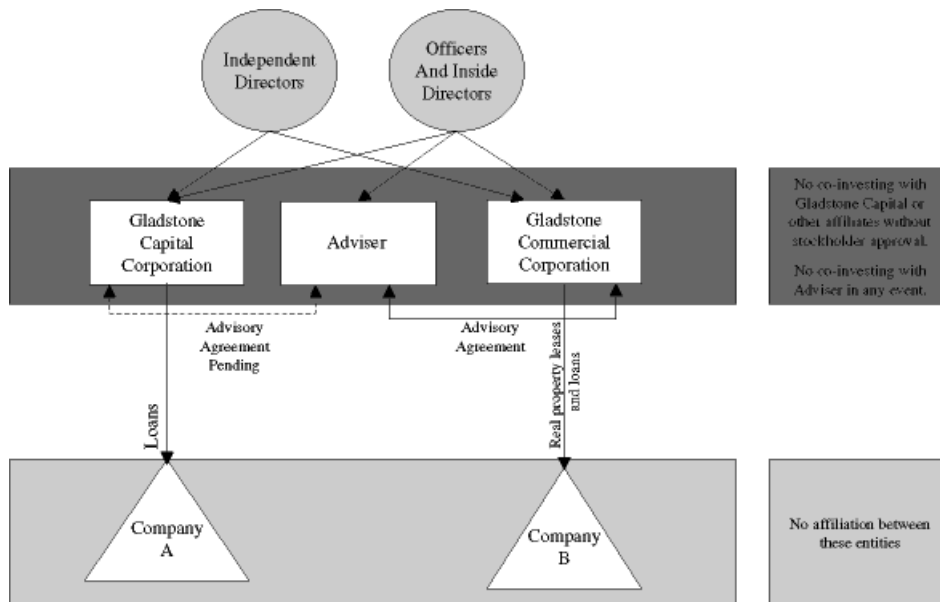 Independent
Directors
Officers
And Inside
Directors
Gladstone
Capital
Corporation
Adviser
Gladstone
Commercial
Corporation
No co-investing with
Gladstone Capital or
other affiliates without
stockholder approval.
No co-investing with
Adviser in any event.
Advisory
Agreement
Pending
Advisory
Agreement
Loans
Real property leases
and loans
Company
A
Company
B
No affiliation between
these entities